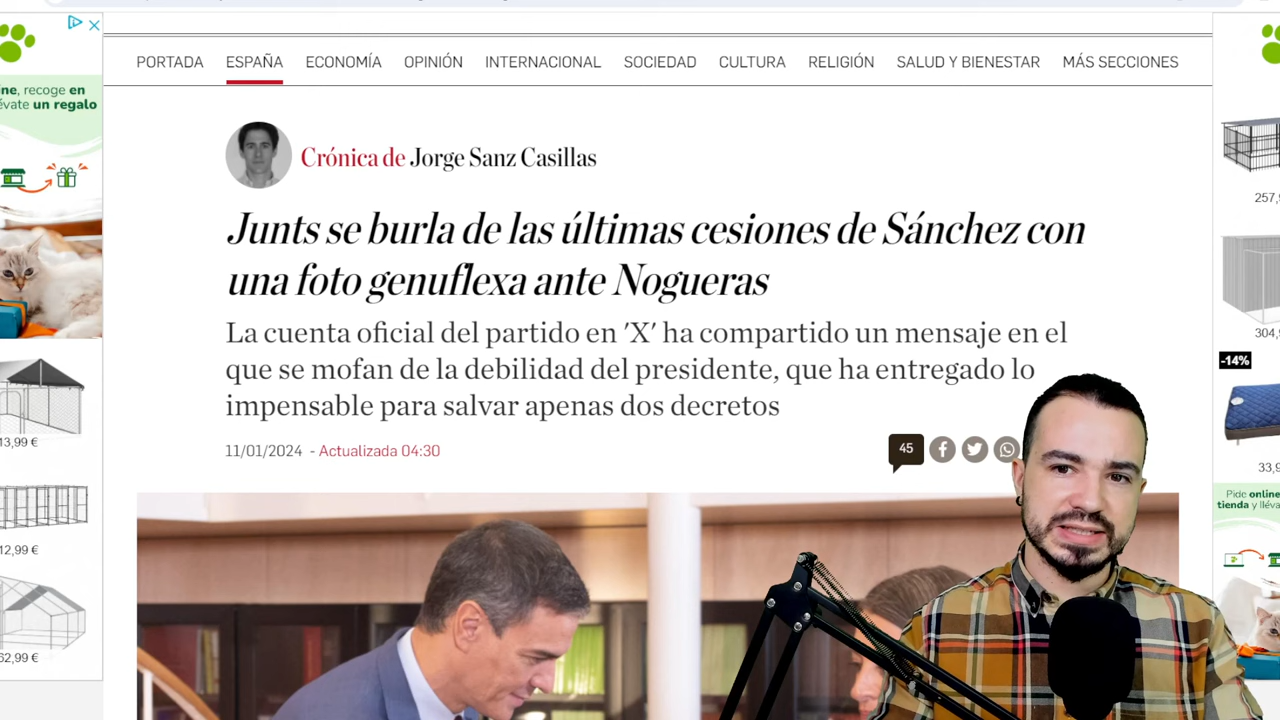 PORTADA ESPAÑA ECONOMÍA OPINIÓN INTERNACIONAL SOCIEDAD CULTURA RELIGIÓN SALUD Y BIENESTAR MÁS SECCIONES
Crónica de Jorge Sanz Casillas
Junts se burla de las últimas cesiones de Sánchez con
una foto genuflexa ante Nogueras
La cuenta oficial del partido en 'X' ha compartido un mensaje en el
que se mofan de la debilidad del presidente, que ha entregado lo
impensable para salvar apenas dos decretos
11/01/2024 - Actualizada 04:30
45
ne, recoge en
évate un regalo
13,99 €
12,99 €
62,99 €
257,
304,
-14%
33,9
Pide online
tienda y lléva